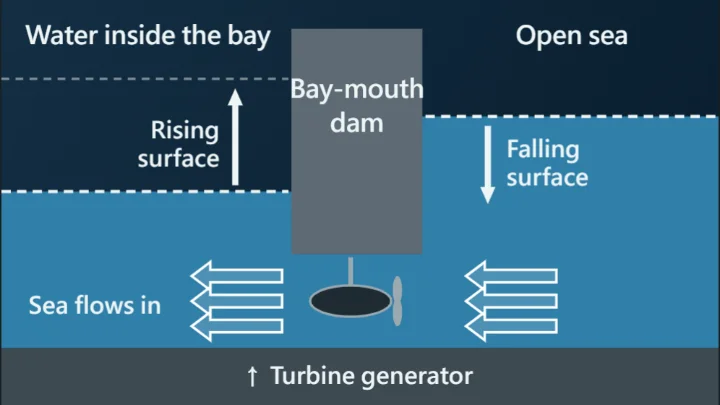 Water inside the bay
Open sea
Bay-mouth
dam
Rising
surface
Falling
surface
Sea flows in
↑ Turbine generator